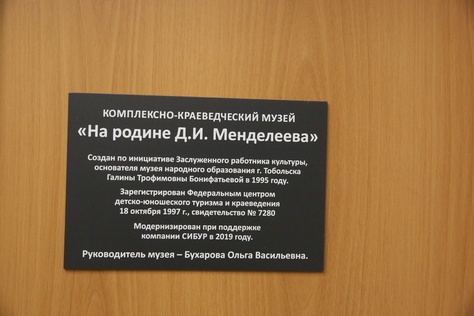 КОМПЛЕКСНО-КРАЕВЕДЧЕСКИЙ МУЗЕЙ
«На родине Д.И. Менделеева»
Создан по инициативе Заслуженного работника культуры,
основателя музея народного образования г. Тобольска
Галины Трофимовны Бонифатьевой в 1995 году.
Зарегистрирован Федеральным центром
детско-юношеского туризма и краеведения
18 октября 1997 г., свидетельство № 7280
Модернизирован при поддержке
компании СИБУР в 2019 году.
Руководитель музея – Бухарова Ольга Васильевна.